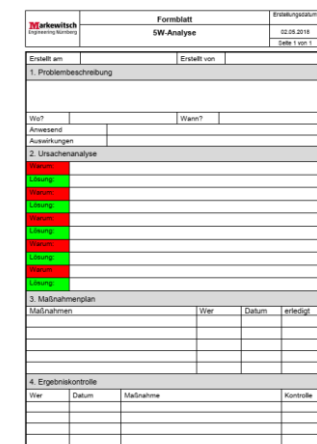 Markewitsch
Engineering Nürnberg
Formblatt
5W-Analyse
Erstellungsdatum
02.05.2016
Seite 1 von 1
Erstellt am
Erstellt von
1. Problembeschreibung
Wo?
Wann?
Anwesend
Auswirkungen
2. Ursachenanalyse
Warum:
Lösung:
Warum:
Lösung:
Warum:
Lösung:
Warum:
Lösung:
Warum:
Lösung:
3. Maßnahmenplan
Maßnahmen Wer Datum erledigt
4. Ergebniskontrolle
Wer Datum Maßnahme Kontrolle